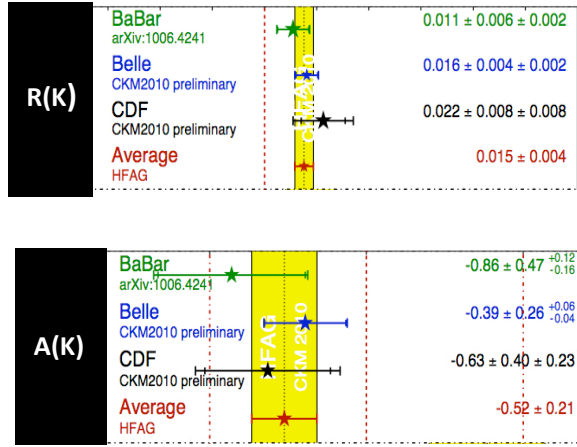 R(K)
BaBar 0.011 ± 0.006 ± 0.002
arXiv:1006.4241
Belle 0.016 ± 0.004 ± 0.002
CKM2010 preliminary
CDF 0.022 ± 0.008 ± 0.008
CKM2010 preliminary
Average 0.015 ± 0.004
HFAG
HFAG
CKM 2010
A(K)
BaBar -0.86 ± 0.47 +0.12 -0.16
arXiv:1006.4241
Belle -0.39 ± 0.26 +0.06 -0.04
CKM2010 preliminary
CDF -0.63 ± 0.40 ± 0.23
CKM2010 preliminary
Average -0.52 ± 0.21
HFAG
HFAG
CKM 2010